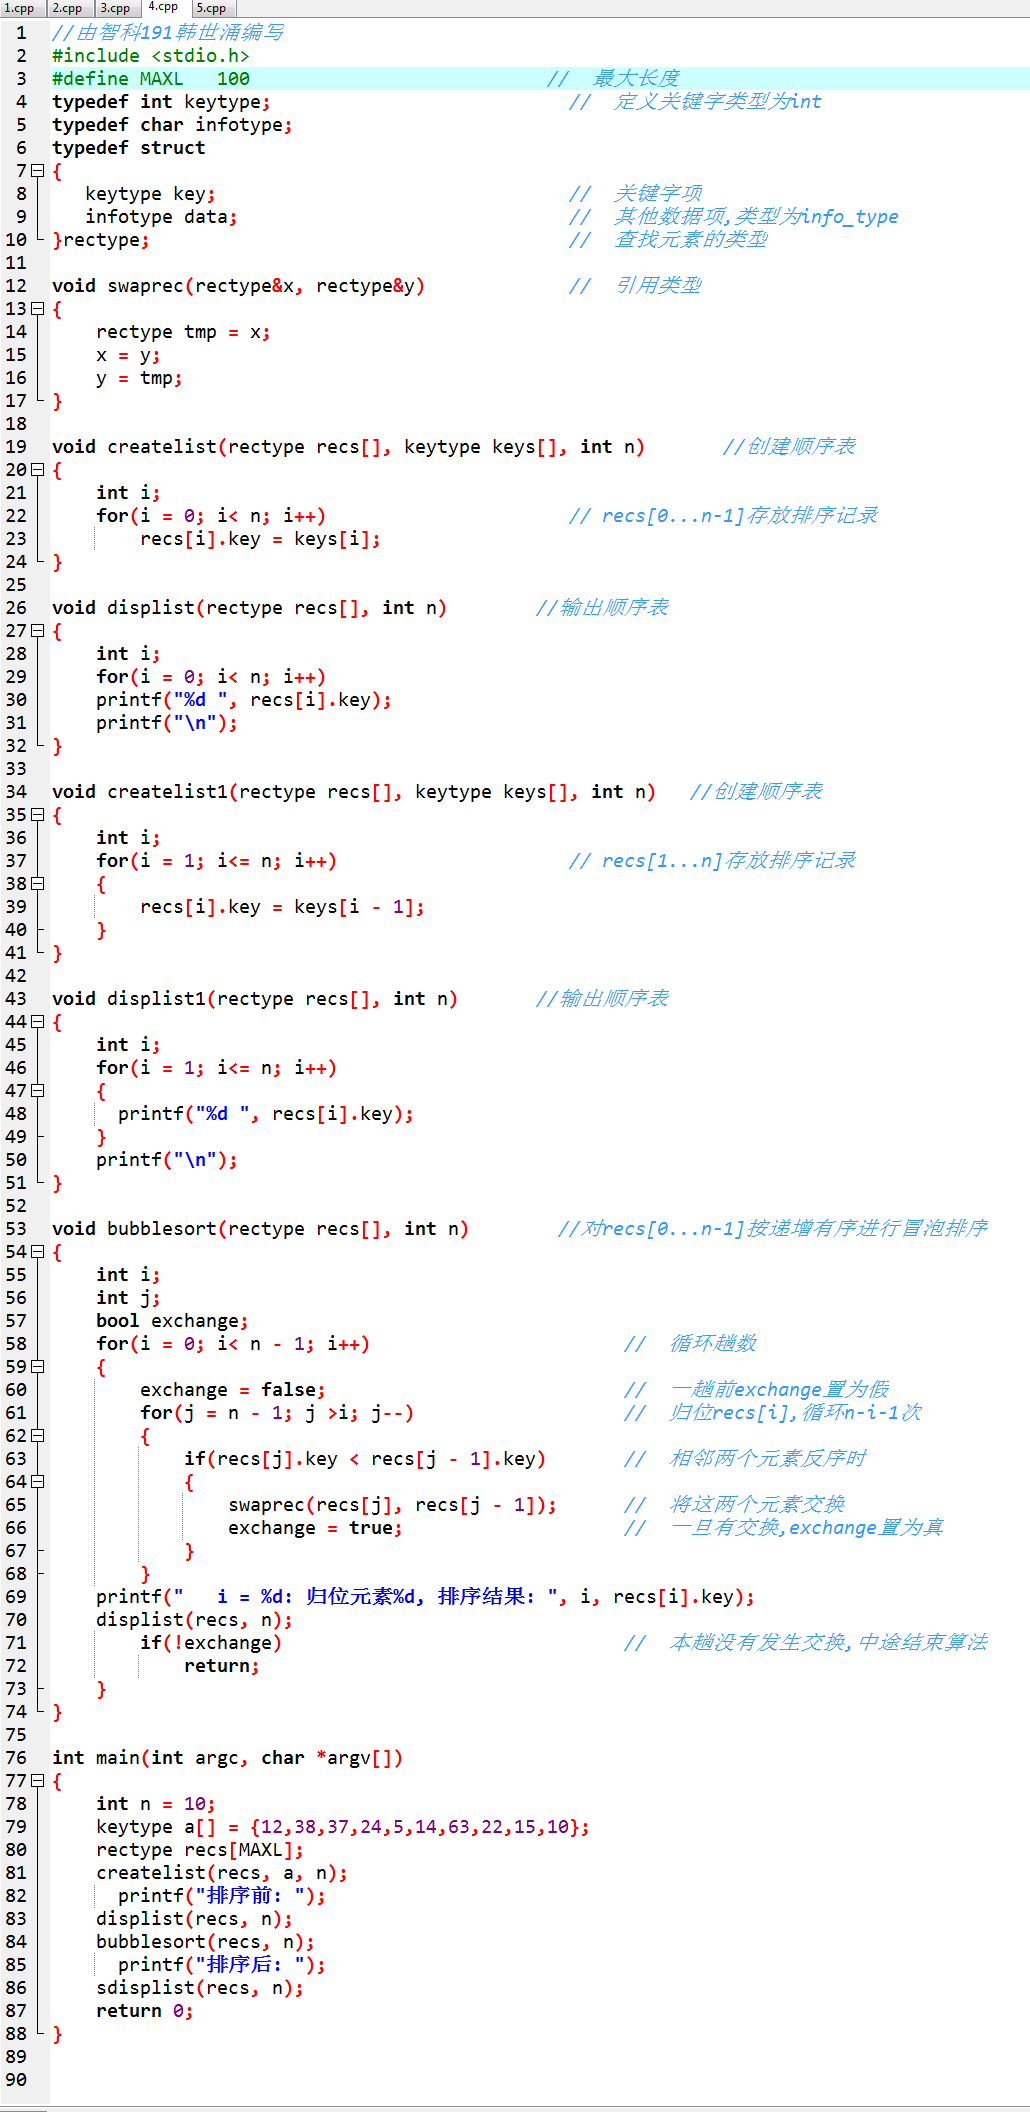 1.cpp 2.cpp 3.cpp 4.cpp 5.cpp
1 //由智科191韩世涌编写
2 #include <stdio.h>
3 #define MAXL   100                           //  最大长度
4 typedef int keytype;                           //  定义关键字类型为int
5 typedef char infotype;
6 typedef struct
7 {
8    keytype key;                                //  关键字项
9    infotype data;                              //  其他数据项,类型为info_type
10 }rectype;                                      //  查找元素的类型
11
12 void swaprec(rectype&x, rectype&y)             //  引用类型
13 {
14     rectype tmp = x;
15     x = y;
16     y = tmp;
17 }
18
19 void createlist(rectype recs[], keytype keys[], int n)       //创建顺序表
20 {
21     int i;
22     for(i = 0; i< n; i++)                      // recs[0...n-1]存放排序记录
23         recs[i].key = keys[i];
24 }
25
26 void displist(rectype recs[], int n)        //输出顺序表
27 {
28     int i;
29     for(i = 0; i< n; i++)
30     printf("%d ", recs[i].key);
31     printf("\n");
32 }
33
34 void createlist1(rectype recs[], keytype keys[], int n)   //创建顺序表
35 {
36     int i;
37     for(i = 1; i<= n; i++)                     // recs[1...n]存放排序记录
38     {
39         recs[i].key = keys[i - 1];
40     }
41 }
42
43 void displist1(rectype recs[], int n)       //输出顺序表
44 {
45     int i;
46     for(i = 1; i<= n; i++)
47     {
48       printf("%d ", recs[i].key);
49     }
50     printf("\n");
51 }
52
53 void bubblesort(rectype recs[], int n)        //对recs[0...n-1]按递增有序进行冒泡排序
54 {
55     int i;
56     int j;
57     bool exchange;
58     for(i = 0; i< n - 1; i++)                       //  循环趟数
59     {
60         exchange = false;                           //  一趟前exchange置为假
61         for(j = n - 1; j >i; j--)                   //  归位recs[i],循环n-i-1次
62         {
63             if(recs[j].key < recs[j - 1].key)       //  相邻两个元素反序时
64             {
65                 swaprec(recs[j], recs[j - 1]);      //  将这两个元素交换
66                 exchange = true;                    //  一旦有交换,exchange置为真
67             }
68         }
69     printf("   i = %d: 归位元素%d, 排序结果: ", i, recs[i].key);
70     displist(recs, n);
71         if(!exchange)                               //  本趟没有发生交换,中途结束算法
72             return;
73     }
74 }
75
76 int main(int argc, char *argv[])
77 {
78     int n = 10;
79     keytype a[] = {12,38,37,24,5,14,63,22,15,10};
80     rectype recs[MAXL];
81     createlist(recs, a, n);
82       printf("排序前: ");
83     displist(recs, n);
84     bubblesort(recs, n);
85       printf("排序后: ");
86     sdisplist(recs, n);
87     return 0;
88 }
89
90